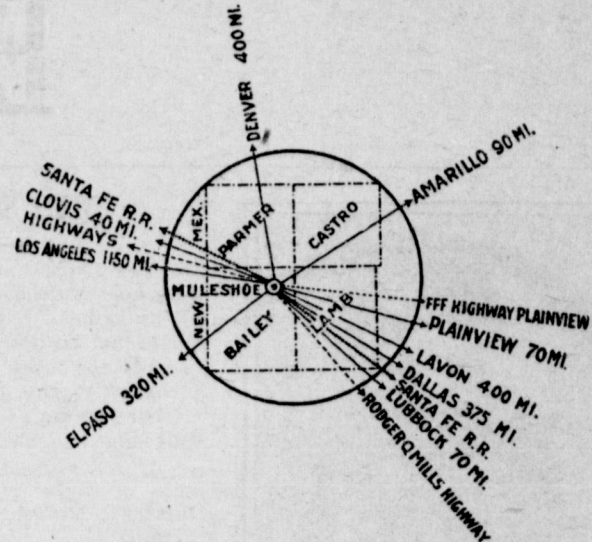 DENVER 400 MI.
AMARILLO 90 MI.
SANTA FE R.R.
CLOVIS 40 MI.
HIGHWAYS
LOS ANGELES 1150 MI.
NEW MEX.
PARMER
CASTRO
MULESHOE
BAILEY
LAMB
FFF HIGHWAY PLAINVIEW
PLAINVIEW 70 MI.
LAVON 400 MI.
DALLAS 375 MI.
SANTA FE R.R.
LUBBOCK 70 MI.
RODGER Q MILLS HIGHWAY
ELPASO 320 MI.